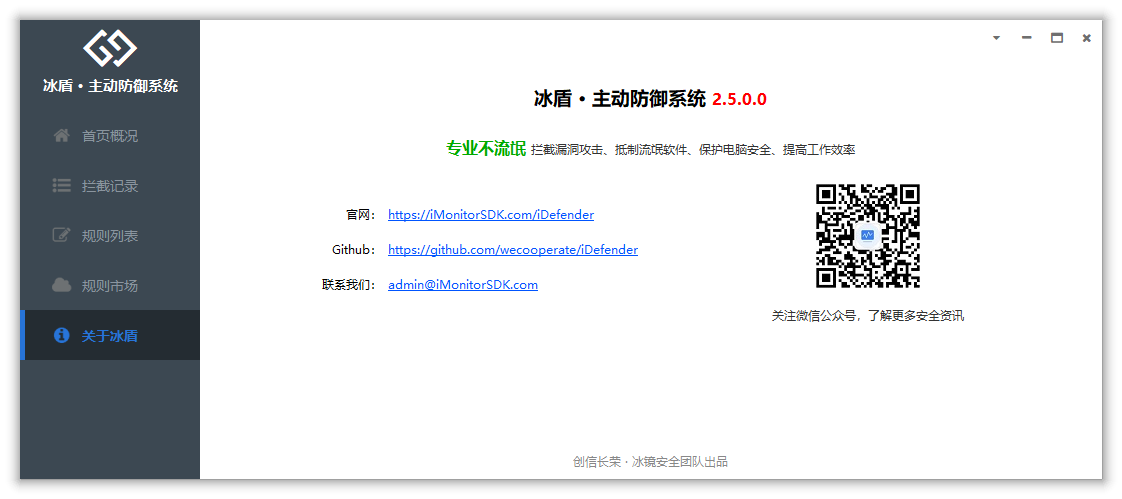 冰盾·主动防御系统
首页概况
拦截记录
规则列表
规则市场
关于冰盾
冰盾·主动防御系统 2.5.0.0
专业不流氓 拦截漏洞攻击、抵制流氓软件、保护电脑安全、提高工作效率
官网： https://iMonitorSDK.com/iDefender
Github： https://github.com/wecooperate/iDefender
联系我们： admin@iMonitorSDK.com
关注微信公众号，了解更多安全资讯
创信长荣·冰镜安全团队出品